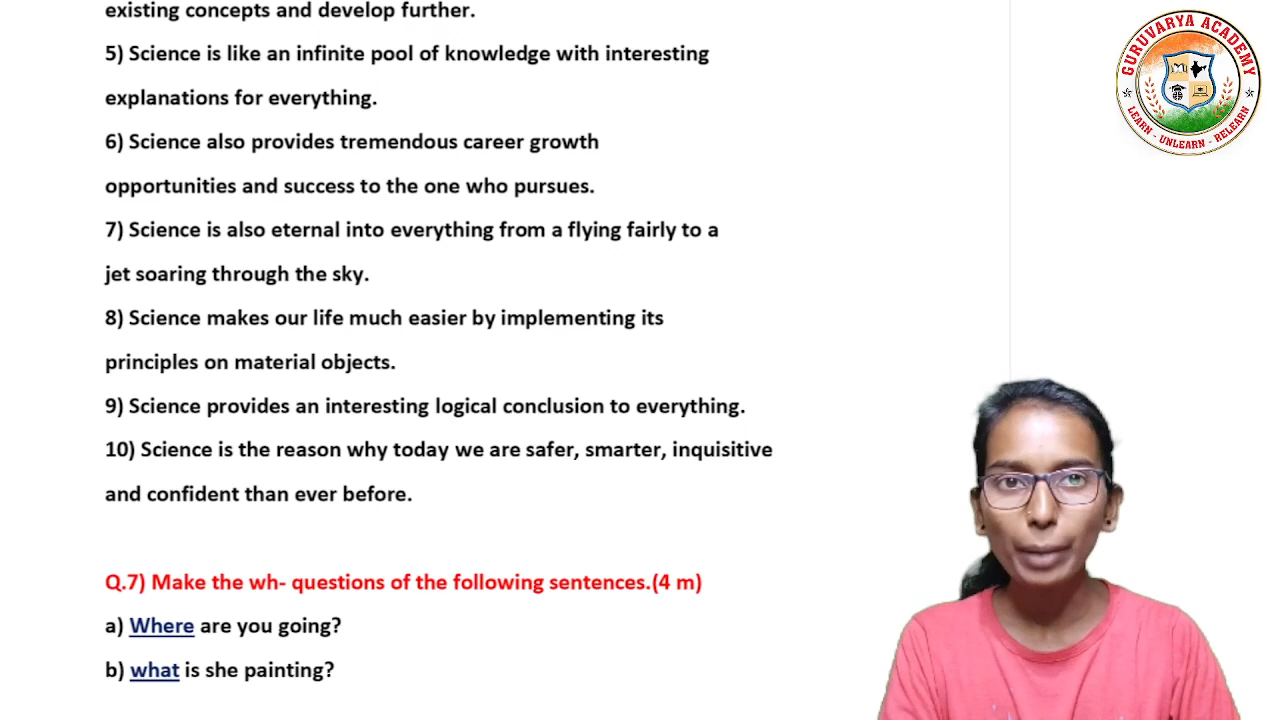 existing concepts and develop further.
5) Science is like an infinite pool of knowledge with interesting
explanations for everything.
6) Science also provides tremendous career growth
opportunities and success to the one who pursues.
7) Science is also eternal into everything from a flying fairly to a
jet soaring through the sky.
8) Science makes our life much easier by implementing its
principles on material objects.
9) Science provides an interesting logical conclusion to everything.
10) Science is the reason why today we are safer, smarter, inquisitive
and confident than ever before.
Q.7) Make the wh- questions of the following sentences.(4 m)
a) Where are you going?
b) what is she painting?
GURUVARYA ACADEMY
LEARN - UNLEARN - RELEARN